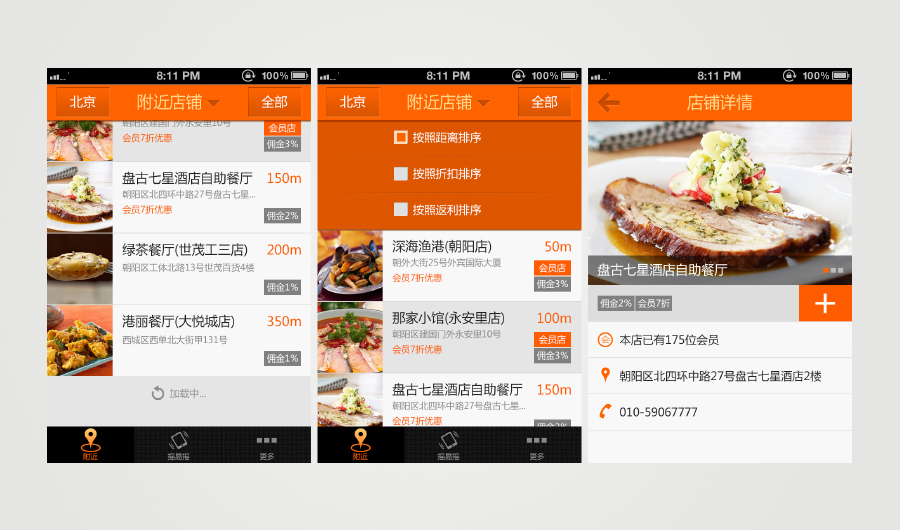 8:11 PM
100%
北京
附近店铺
全部
朝阳区建国门外永安里10号
会员店
会员7折优惠
佣金3%
盘古七星酒店自助餐厅
150m
朝阳区北四环中路27号盘古七星...
会员7折优惠
佣金2%
绿茶餐厅(世茂工三店)
200m
朝阳区工体北路13号世茂百货4楼
佣金1%
港丽餐厅(大悦城店)
350m
西城区西单北大街甲131号
佣金1%
加载中...
附近
摇易摇
更多
8:11 PM
100%
北京
附近店铺
全部
按照距离排序
按照折扣排序
按照返利排序
深海渔港(朝阳店)
50m
朝外大街25号外宾国际大厦
会员店
会员7折优惠
佣金3%
那家小馆(永安里店)
100m
朝阳区建国门外永安里10号
会员店
会员7折优惠
佣金3%
盘古七星酒店自助餐厅
150m
朝阳区北四环中路27号盘古七星...
会员7折优惠
佣金2%
附近
摇易摇
更多
8:11 PM
100%
店铺详情
盘古七星酒店自助餐厅
佣金2%
会员7折
会
本店已有175位会员
朝阳区北四环中路27号盘古七星酒店2楼
010-59067777